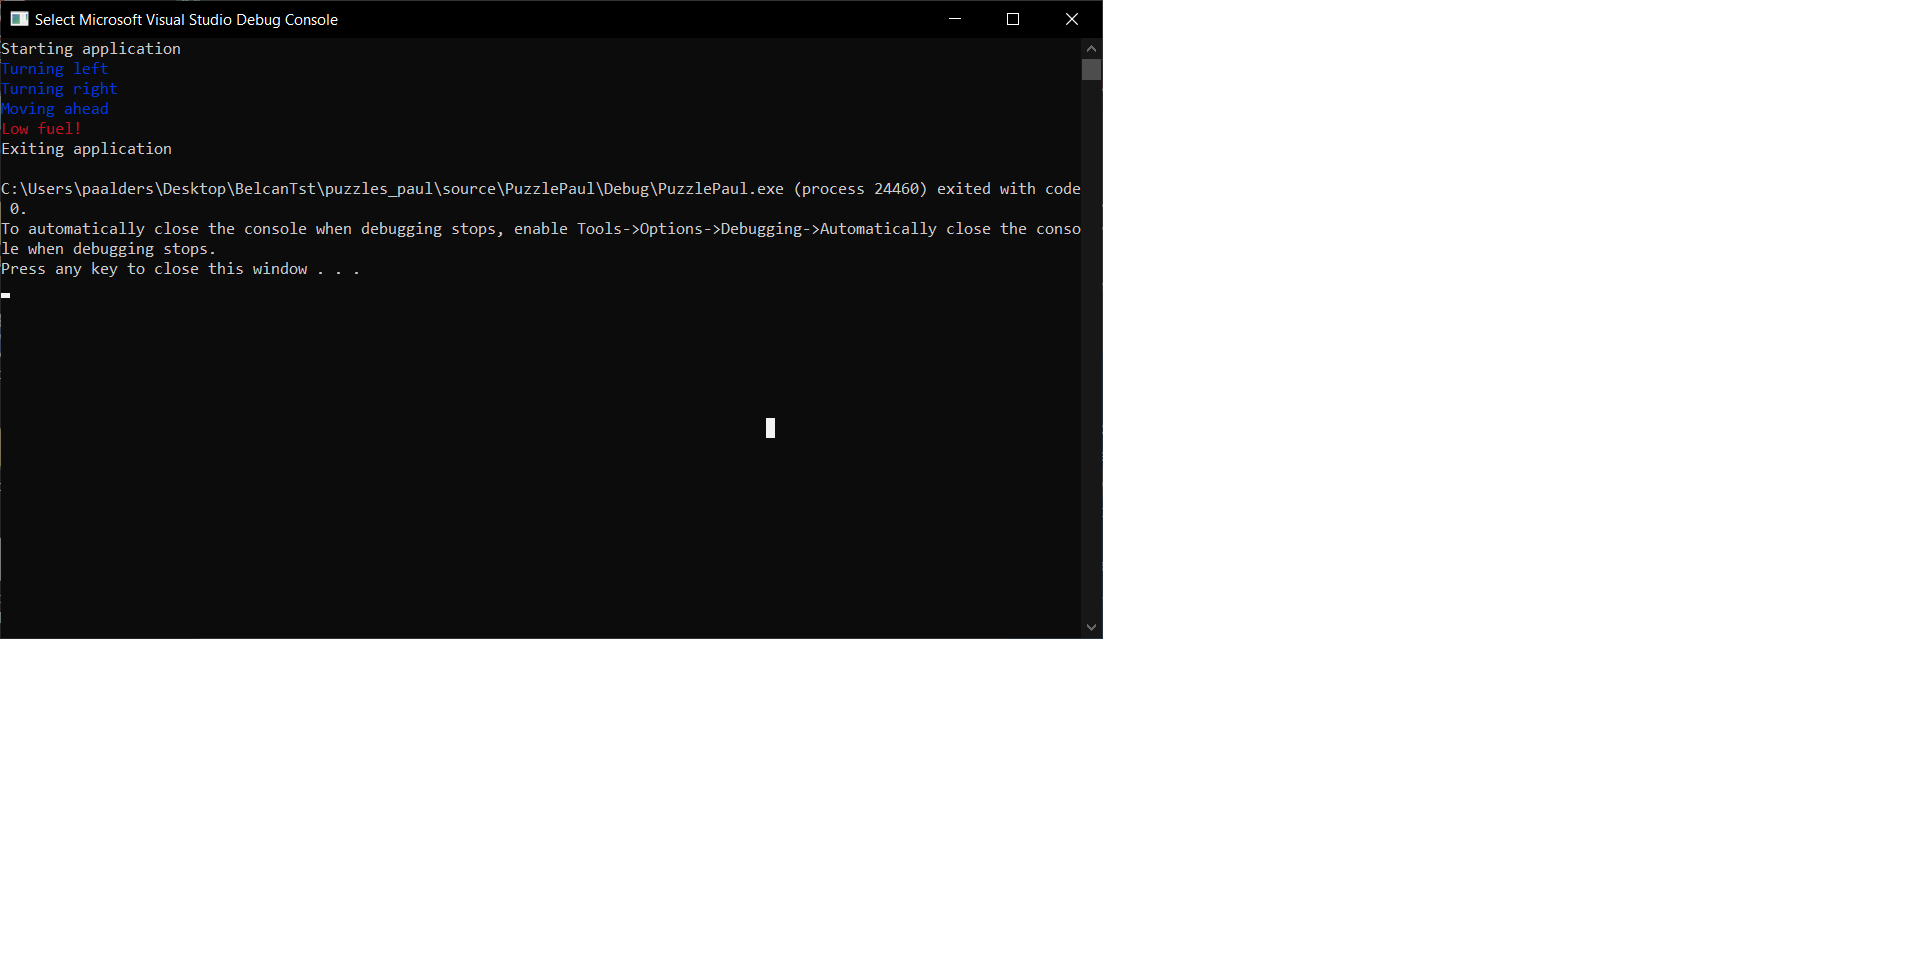 Select Microsoft Visual Studio Debug Console
Starting application
Turning left
Turning right
Moving ahead
Low fuel!
Exiting application
C:\Users\paalders\Desktop\BelcanTst\puzzles_paul\source\PuzzlePaul\Debug\PuzzlePaul.exe (process 24460) exited with code
 0.
To automatically close the console when debugging stops, enable Tools->Options->Debugging->Automatically close the conso
le when debugging stops.
Press any key to close this window . . .